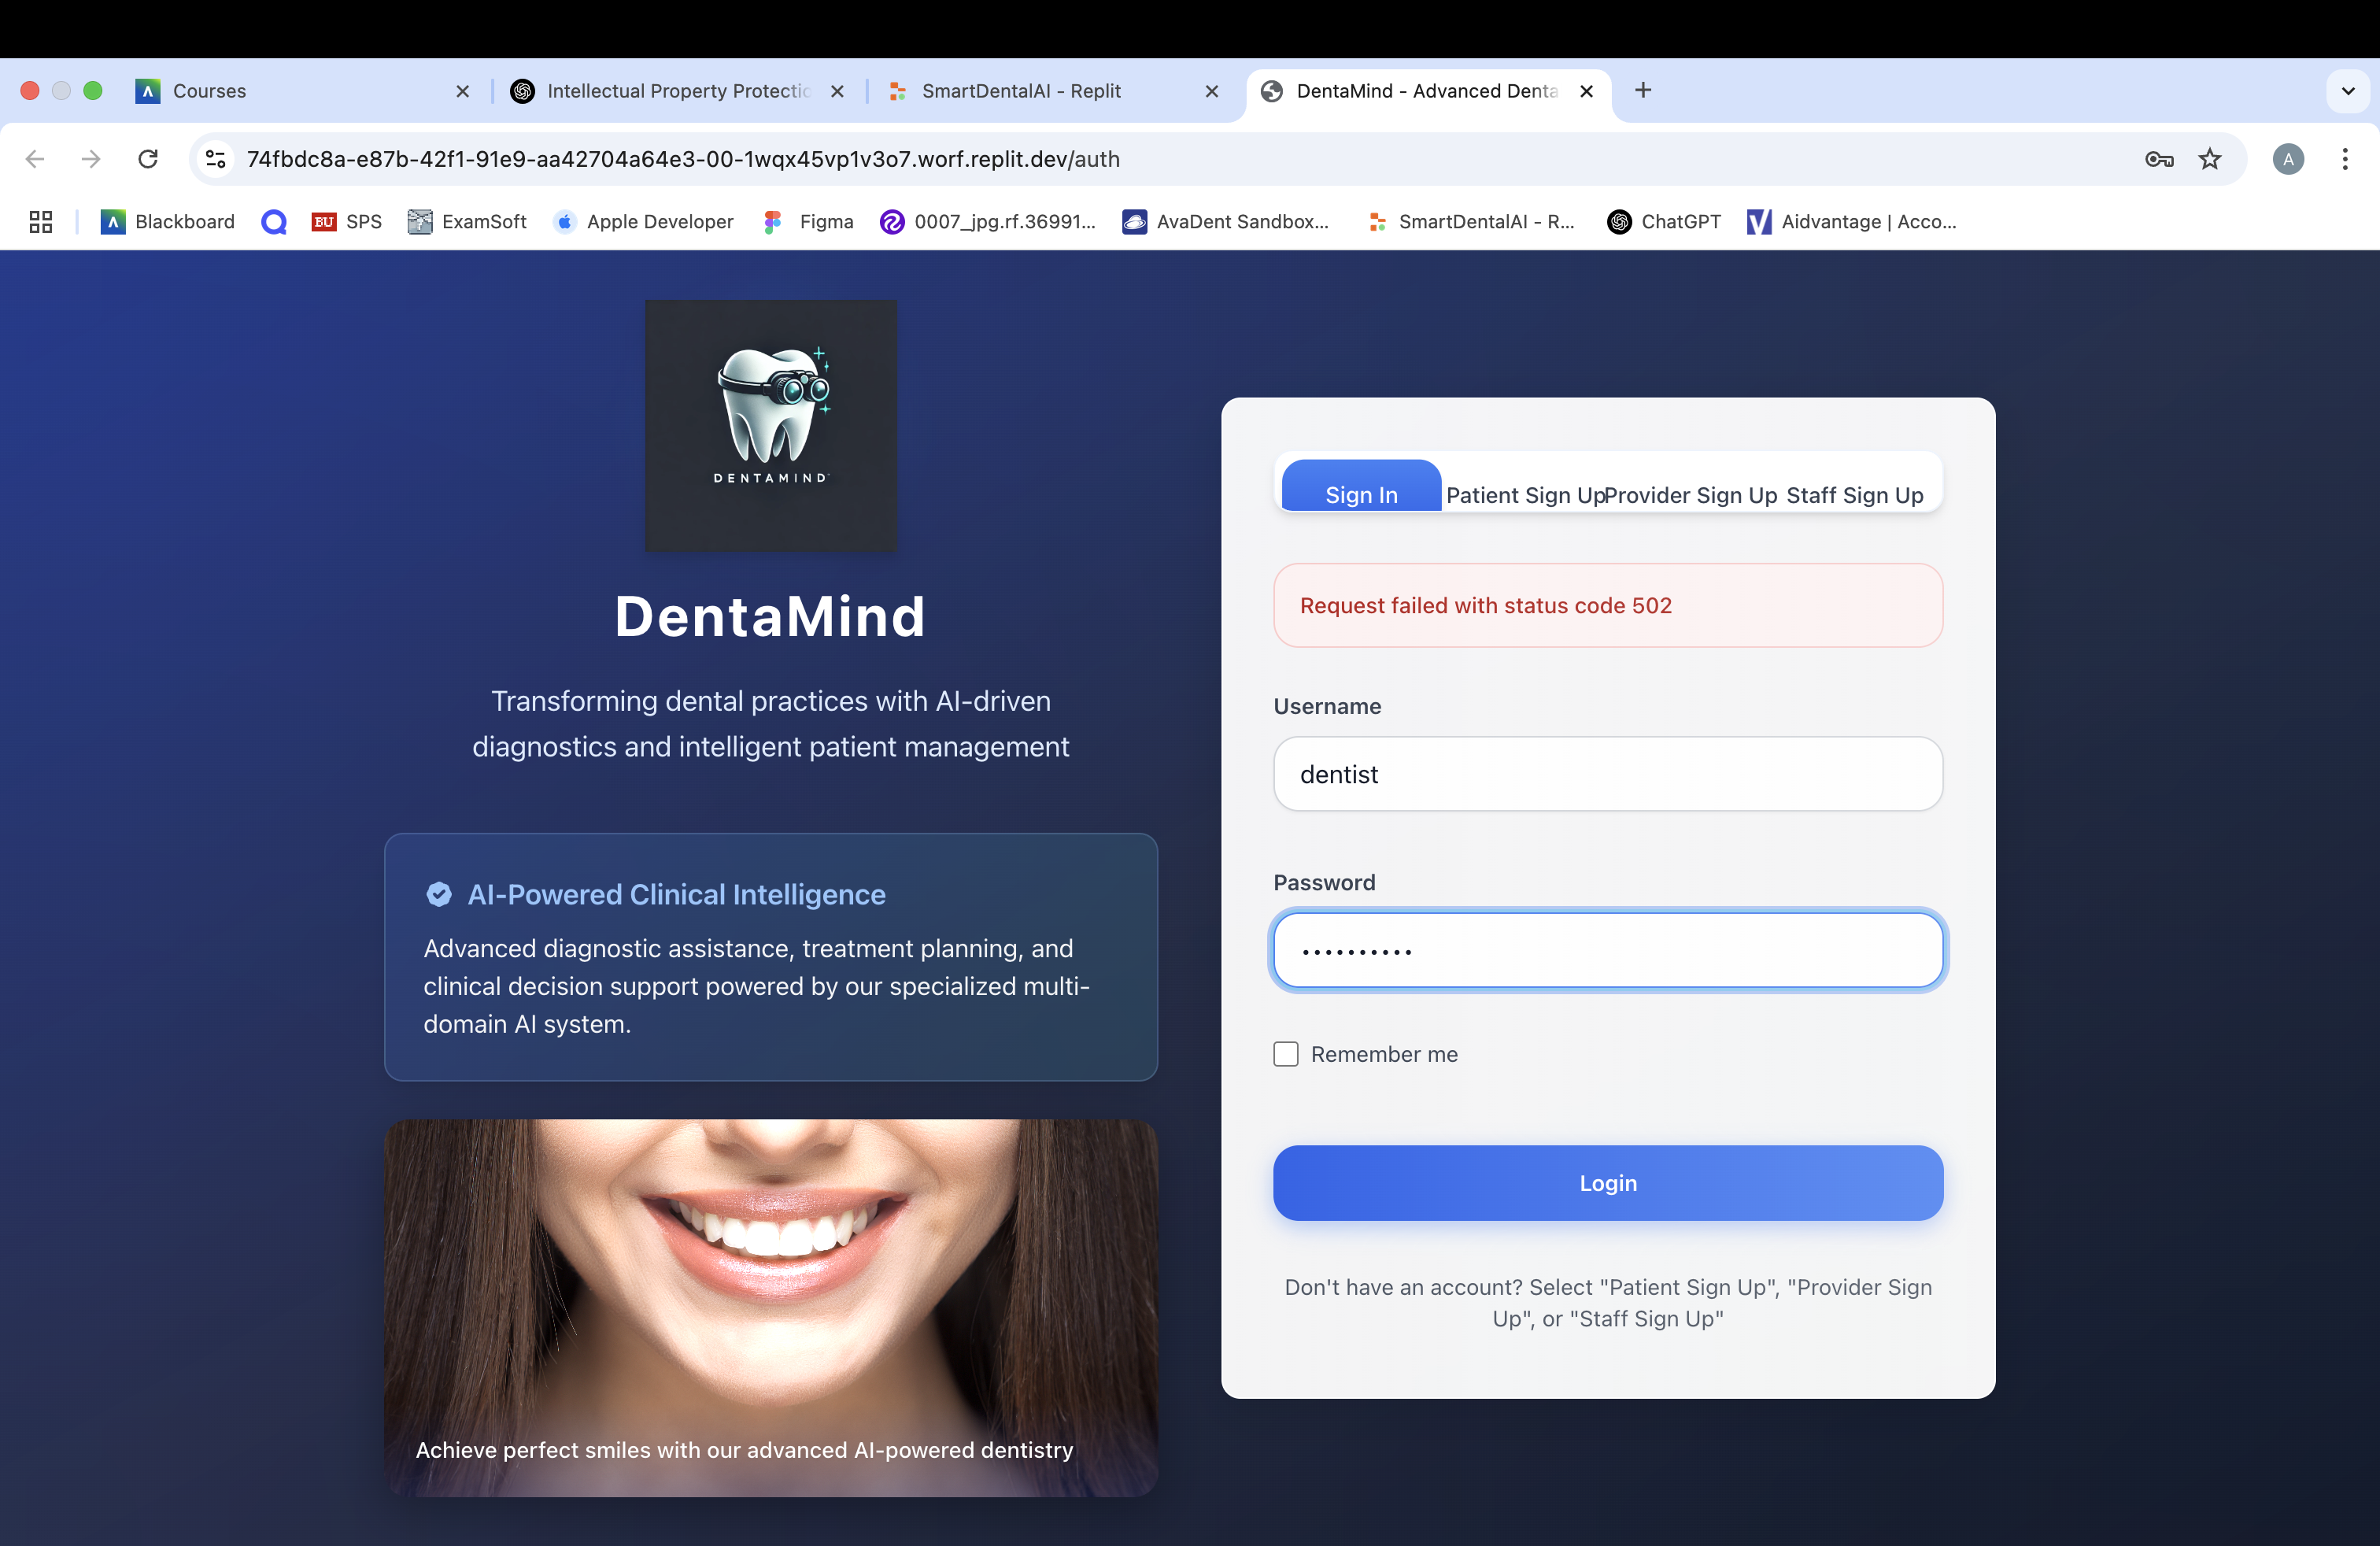 Courses
Intellectual Property Protectic
SmartDentalAI - Replit
DentaMind - Advanced Denta
74fbdc8a-e87b-42f1-91e9-aa42704a64e3-00-1wqx45vp1v3o7.worf.replit.dev/auth
A
Blackboard
BU SPS
ExamSoft
Apple Developer
Figma
0007_jpg.rf.36991...
AvaDent Sandbox...
SmartDentalAI - R...
ChatGPT
Aidvantage | Acco...
DENTAMIND
DentaMind
Transforming dental practices with AI-driven
diagnostics and intelligent patient management
AI-Powered Clinical Intelligence
Advanced diagnostic assistance, treatment planning, and
clinical decision support powered by our specialized multi-
domain AI system.
Achieve perfect smiles with our advanced AI-powered dentistry
Sign In Patient Sign Up Provider Sign Up Staff Sign Up
Request failed with status code 502
Username
dentist
Password
••••••••••
Remember me
Login
Don't have an account? Select "Patient Sign Up", "Provider Sign
Up", or "Staff Sign Up"